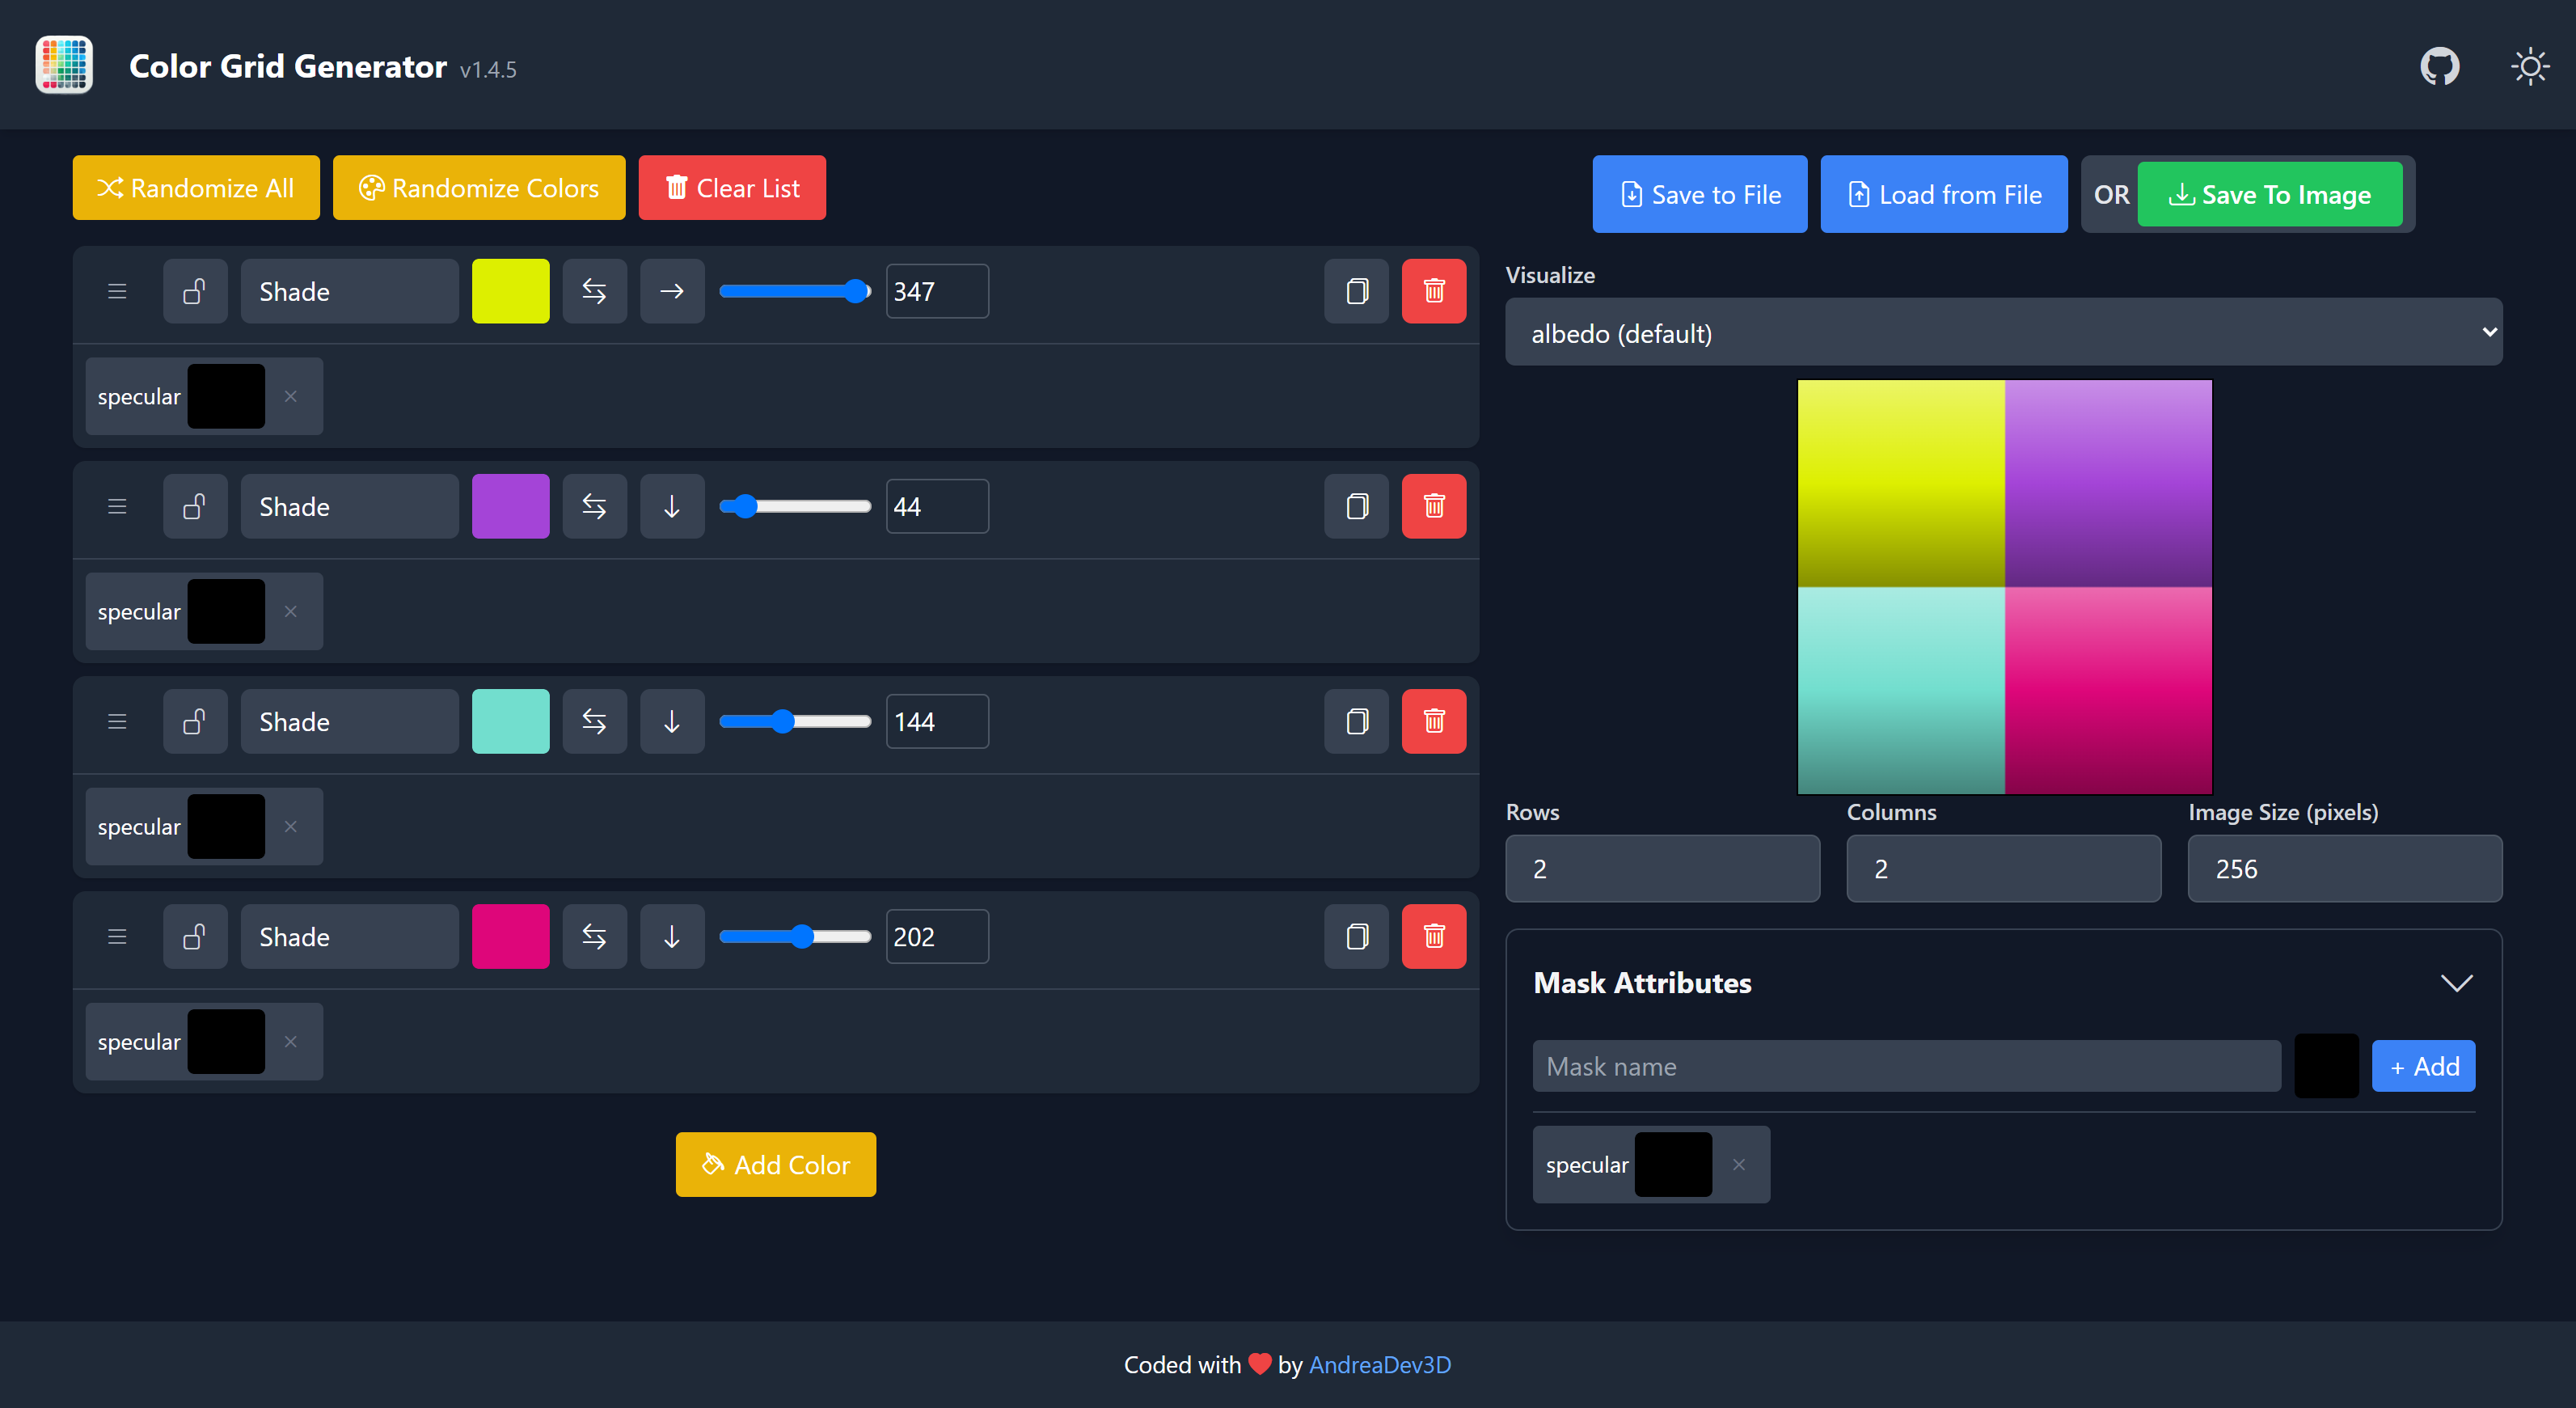 Color Grid Generator v1.4.5
Randomize All
Randomize Colors
Clear List
Save to File
Load from File
OR
Save To Image
Shade
347
specular
Shade
44
specular
Shade
144
specular
Shade
202
specular
Add Color
Visualize
albedo (default)
Rows
Columns
Image Size (pixels)
2
2
256
Mask Attributes
Mask name
+ Add
specular
Coded with ❤ by AndreaDev3D